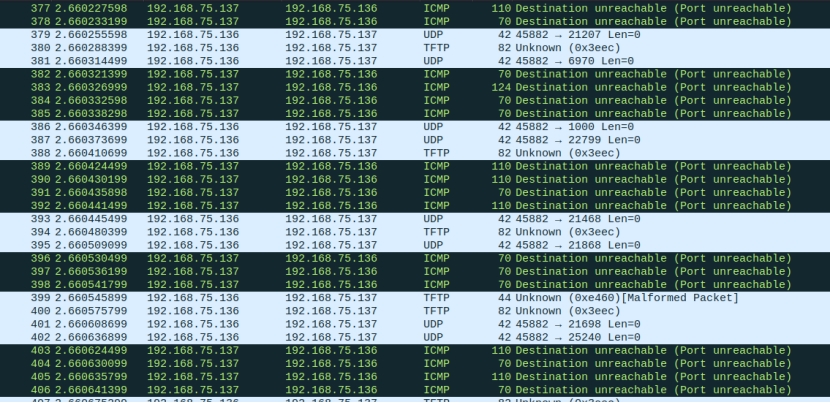 377 2.660227598 192.168.75.137 192.168.75.136 ICMP 110 Destination unreachable (Port unreachable)
378 2.660233199 192.168.75.137 192.168.75.136 ICMP 70 Destination unreachable (Port unreachable)
379 2.660255598 192.168.75.136 192.168.75.137 UDP 42 45882 → 21207 Len=0
380 2.660288399 192.168.75.136 192.168.75.137 TFTP 82 Unknown (0x3eec)
381 2.660314499 192.168.75.136 192.168.75.137 UDP 42 45882 → 6970 Len=0
382 2.660321399 192.168.75.137 192.168.75.136 ICMP 70 Destination unreachable (Port unreachable)
383 2.660326999 192.168.75.137 192.168.75.136 ICMP 124 Destination unreachable (Port unreachable)
384 2.660332598 192.168.75.137 192.168.75.136 ICMP 70 Destination unreachable (Port unreachable)
385 2.660338298 192.168.75.137 192.168.75.136 ICMP 70 Destination unreachable (Port unreachable)
386 2.660346399 192.168.75.136 192.168.75.137 UDP 42 45882 → 1000 Len=0
387 2.660373699 192.168.75.136 192.168.75.137 UDP 42 45882 → 22799 Len=0
388 2.660410699 192.168.75.136 192.168.75.137 TFTP 82 Unknown (0x3eec)
389 2.660424499 192.168.75.137 192.168.75.136 ICMP 110 Destination unreachable (Port unreachable)
390 2.660430199 192.168.75.137 192.168.75.136 ICMP 110 Destination unreachable (Port unreachable)
391 2.660435898 192.168.75.137 192.168.75.136 ICMP 70 Destination unreachable (Port unreachable)
392 2.660441499 192.168.75.137 192.168.75.136 ICMP 110 Destination unreachable (Port unreachable)
393 2.660445499 192.168.75.136 192.168.75.137 UDP 42 45882 → 21468 Len=0
394 2.660480399 192.168.75.136 192.168.75.137 TFTP 82 Unknown (0x3eec)
395 2.660509099 192.168.75.136 192.168.75.137 UDP 42 45882 → 21868 Len=0
396 2.660530499 192.168.75.137 192.168.75.136 ICMP 70 Destination unreachable (Port unreachable)
397 2.660536199 192.168.75.137 192.168.75.136 ICMP 70 Destination unreachable (Port unreachable)
398 2.660541799 192.168.75.137 192.168.75.136 ICMP 70 Destination unreachable (Port unreachable)
399 2.660545899 192.168.75.136 192.168.75.137 TFTP 44 Unknown (0xe460)[Malformed Packet]
400 2.660575799 192.168.75.136 192.168.75.137 TFTP 82 Unknown (0x3eec)
401 2.660608699 192.168.75.136 192.168.75.137 UDP 42 45882 → 21698 Len=0
402 2.660636899 192.168.75.136 192.168.75.137 UDP 42 45882 → 25240 Len=0
403 2.660624499 192.168.75.137 192.168.75.136 ICMP 110 Destination unreachable (Port unreachable)
404 2.660630099 192.168.75.137 192.168.75.136 ICMP 70 Destination unreachable (Port unreachable)
405 2.660635799 192.168.75.137 192.168.75.136 ICMP 110 Destination unreachable (Port unreachable)
406 2.660641399 192.168.75.137 192.168.75.136 ICMP 70 Destination unreachable (Port unreachable)